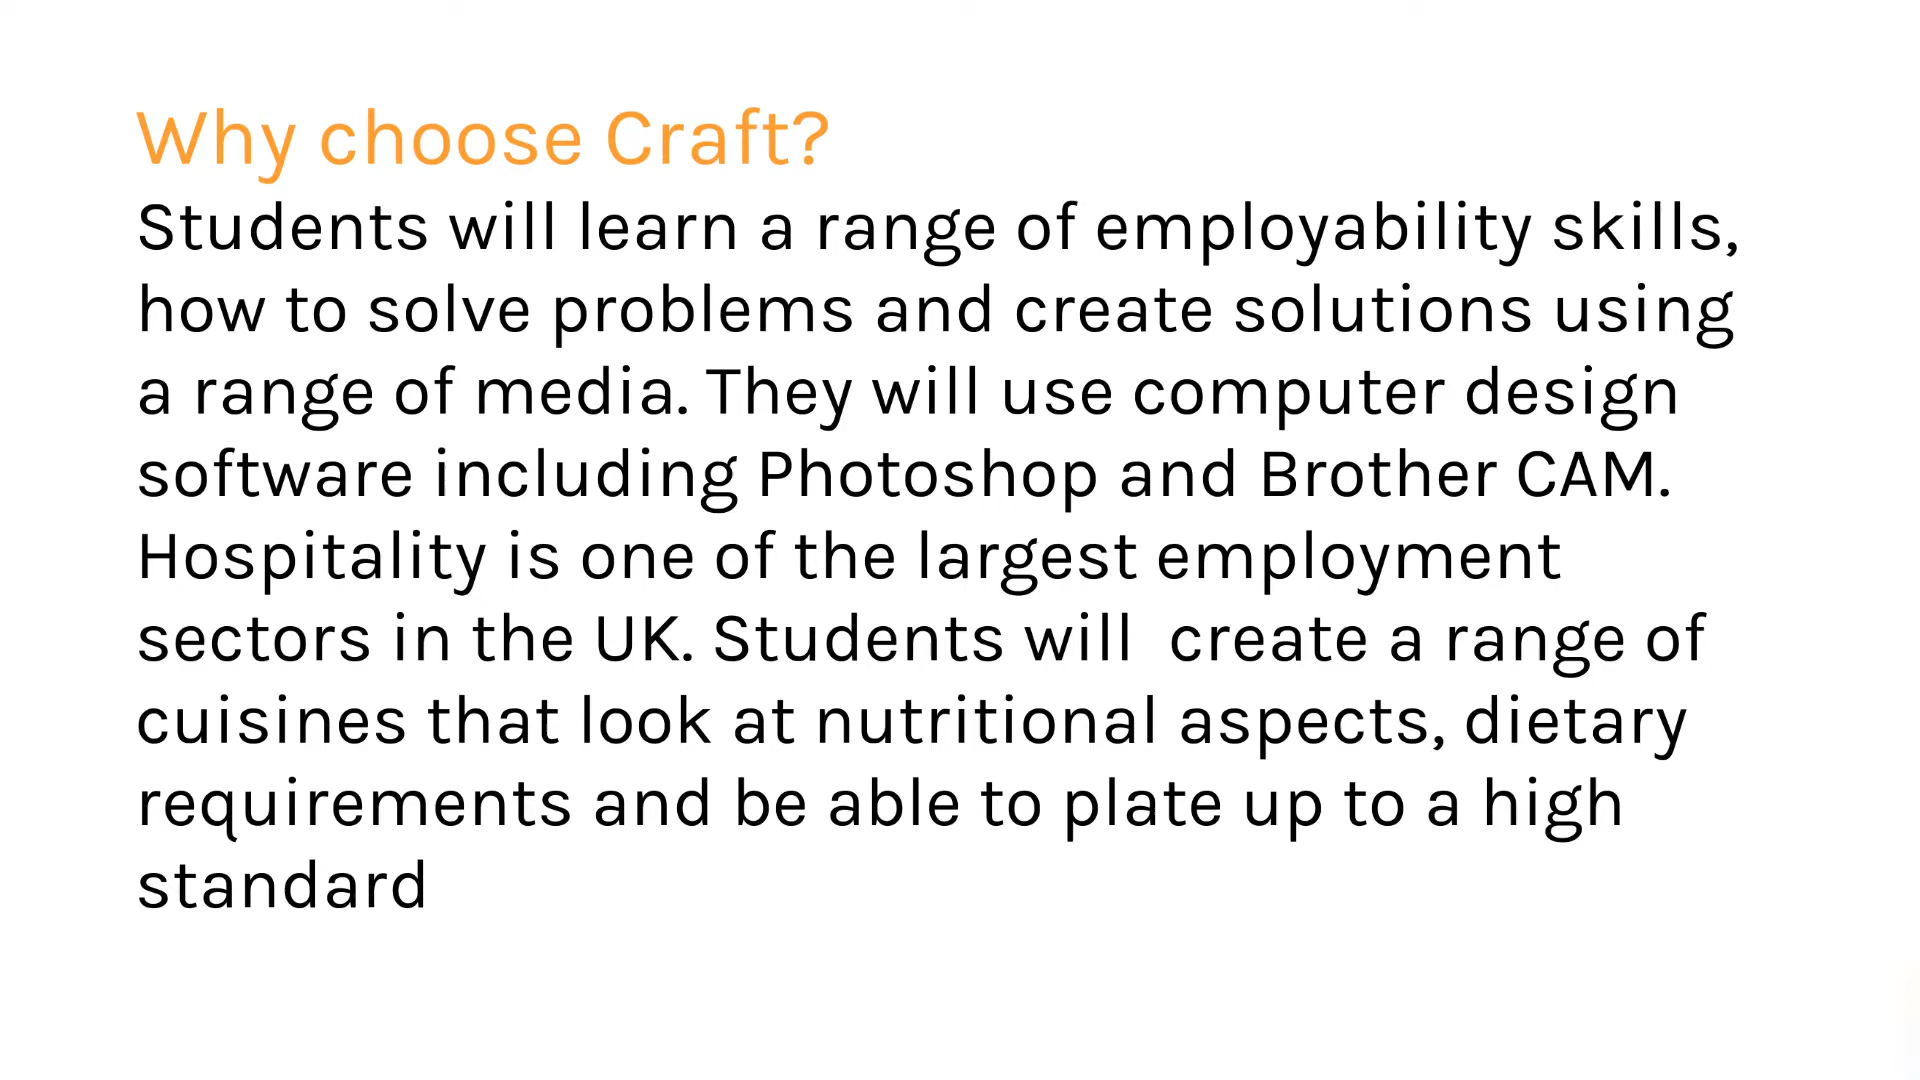 Why choose Craft?
Students will learn a range of employability skills,
how to solve problems and create solutions using
a range of media. They will use computer design
software including Photoshop and Brother CAM.
Hospitality is one of the largest employment
sectors in the UK. Students will  create a range of
cuisines that look at nutritional aspects, dietary
requirements and be able to plate up to a high
standard